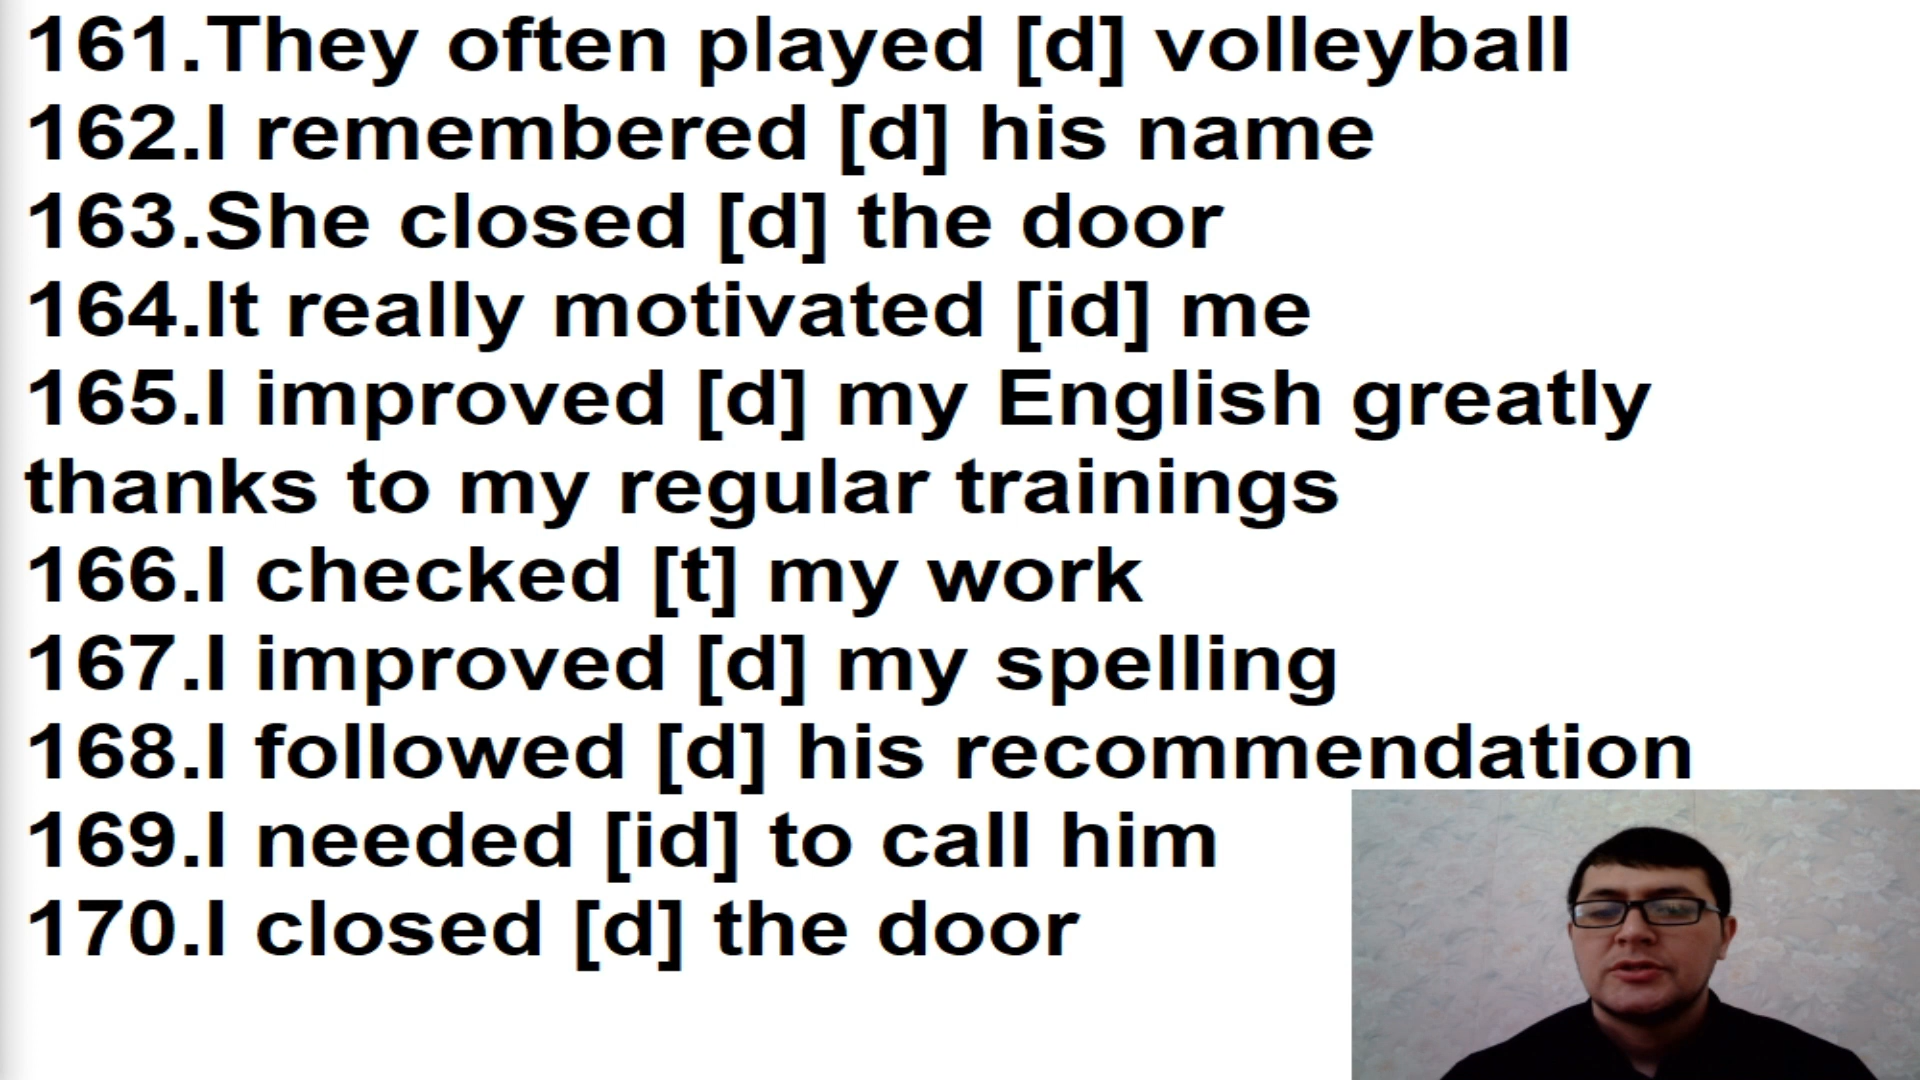 161.They often played [d] volleyball
162.I remembered [d] his name
163.She closed [d] the door
164.It really motivated [id] me
165.I improved [d] my English greatly
thanks to my regular trainings
166.I checked [t] my work
167.I improved [d] my spelling
168.I followed [d] his recommendation
169.I needed [id] to call him
170.I closed [d] the door